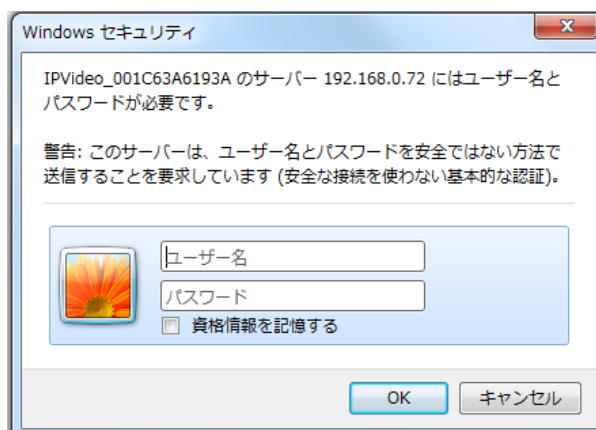 Windows セキュリティ
IPVideo_001C63A6193A のサーバー 192.168.0.72 にはユーザー名と
パスワードが必要です。
警告: このサーバーは、ユーザー名とパスワードを安全ではない方法で
送信することを要求しています (安全な接続を使わない基本的な認証)。
ユーザー名
パスワード
資格情報を記憶する
OK
キャンセル